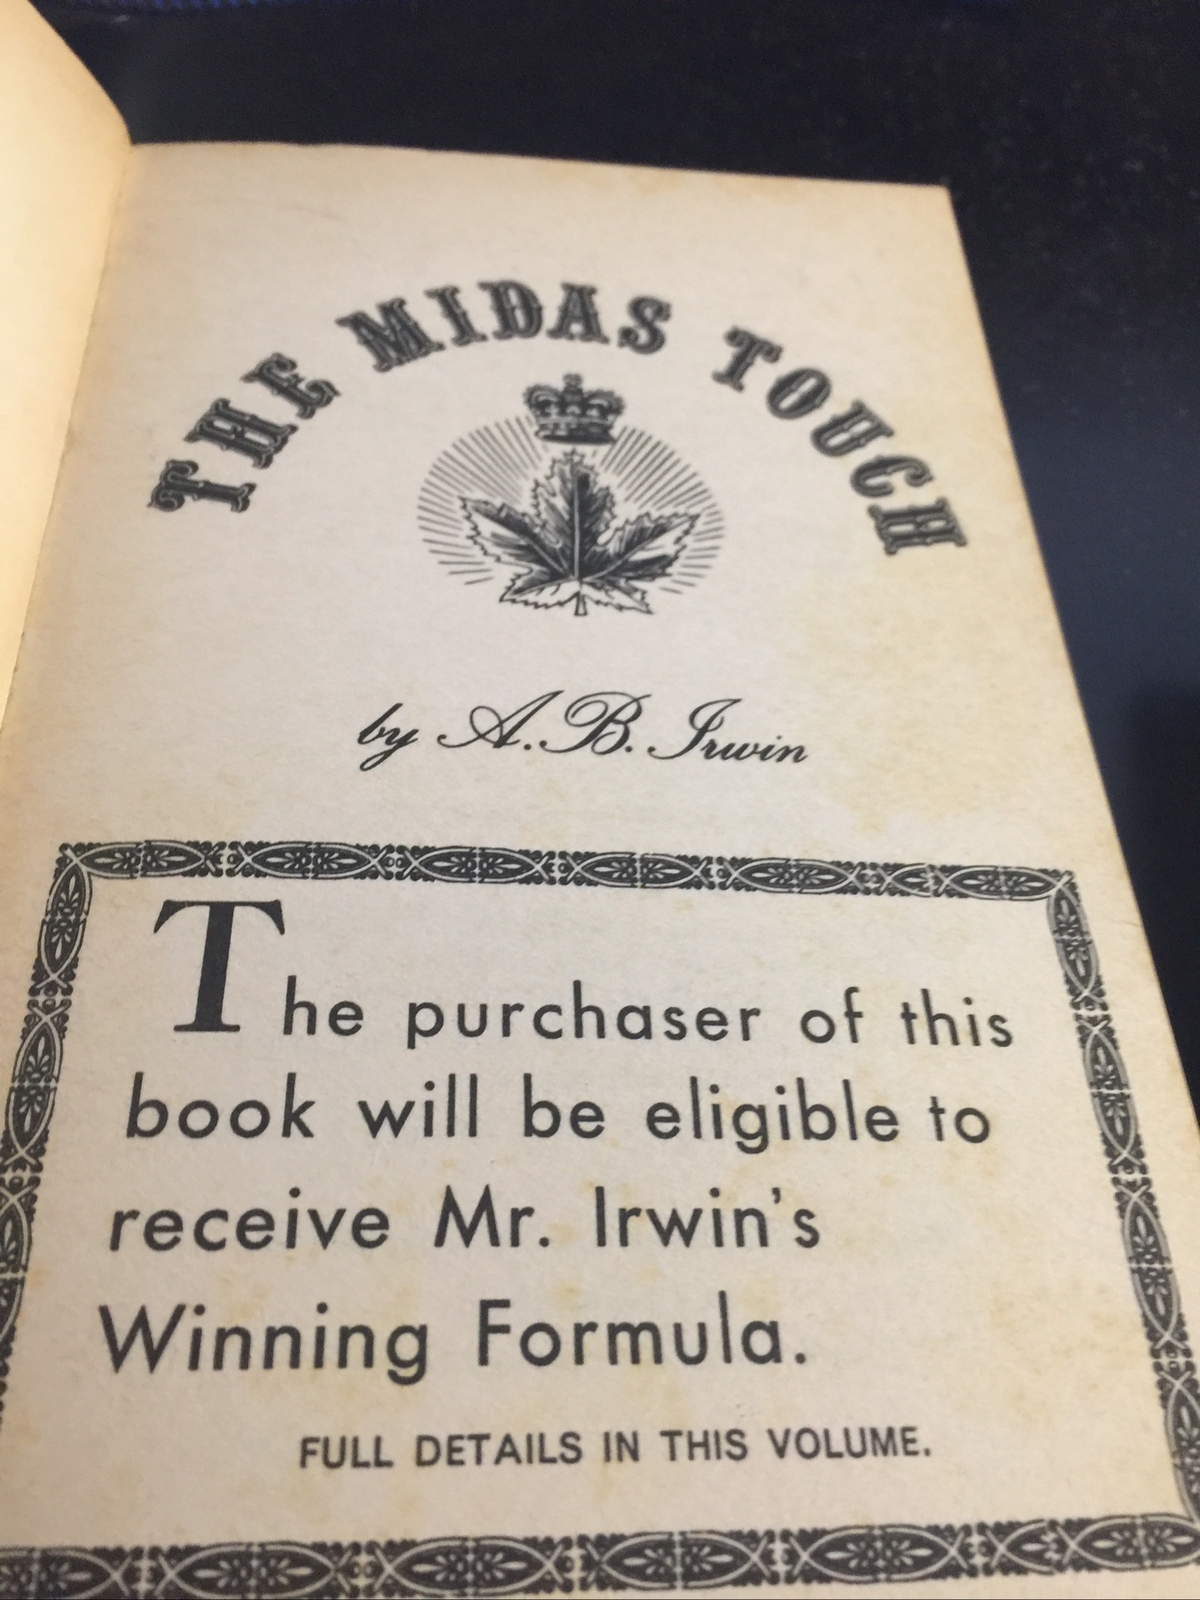 THE MIDAS TOUCH
by A. B. Irwin
The purchaser of this
book will be eligible to
receive Mr. Irwin's
Winning Formula.
FULL DETAILS IN THIS VOLUME.